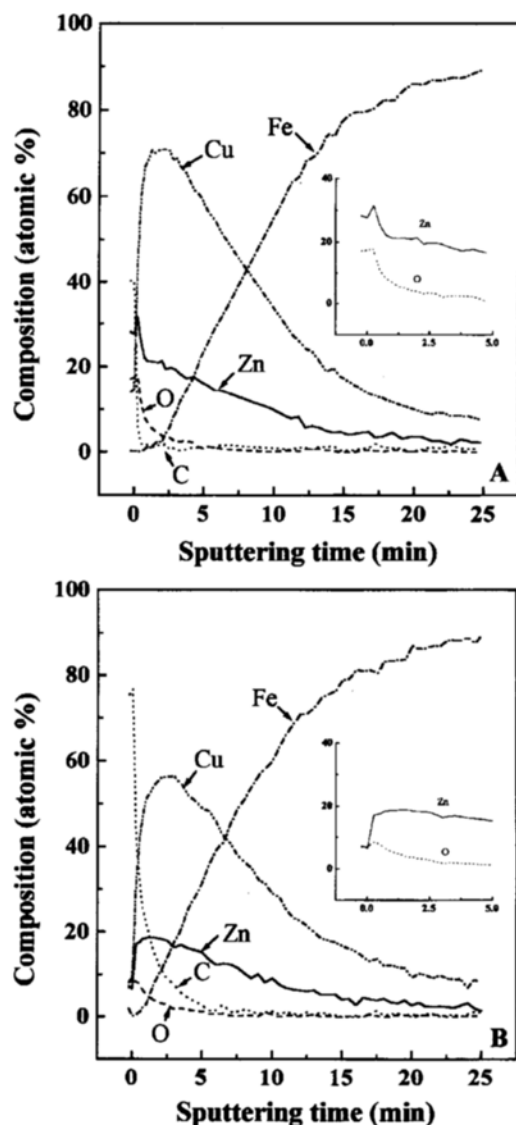 100
80
60
40
20
0
Composition (atomic %)
Cu
Fe
Zn
O
C
40
20
0
Zn
O
0.0 2.5 5.0
A
0 5 10 15 20 25
Sputtering time (min)
100
80
60
40
20
0
Composition (atomic %)
Fe
Cu
Zn
C
O
40
20
0
Zn
O
0.0 2.5 5.0
B
0 5 10 15 20 25
Sputtering time (min)